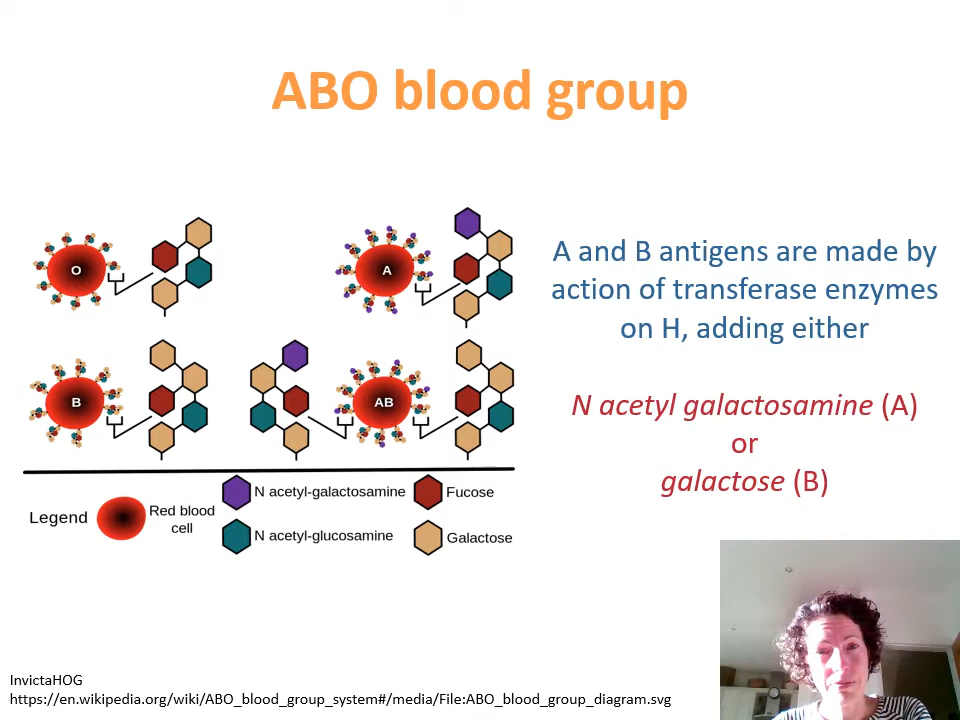 ABO blood group
O
A
B
AB
A and B antigens are made by
action of transferase enzymes
on H, adding either
N acetyl galactosamine (A)
or
galactose (B)
Legend
Red blood
cell
N acetyl-galactosamine
Fucose
N acetyl-glucosamine
Galactose
InvictaHOG
https://en.wikipedia.org/wiki/ABO_blood_group_system#/media/File:ABO_blood_group_diagram.svg